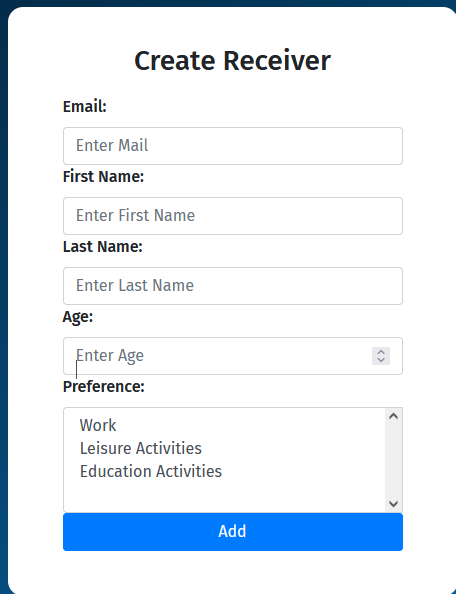 Create Receiver
Email:
Enter Mail
First Name:
Enter First Name
Last Name:
Enter Last Name
Age:
Enter Age
Preference:
Work
Leisure Activities
Education Activities
Add